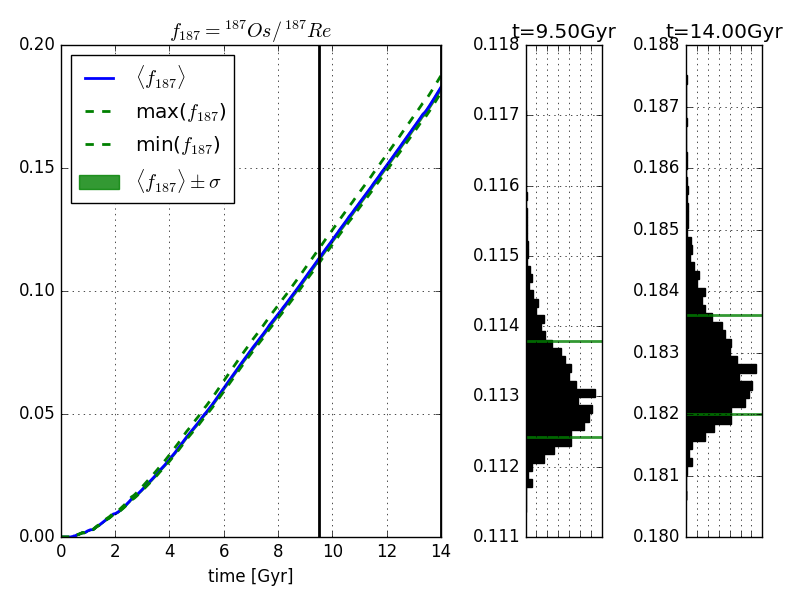 f₁₈₇ = ¹⁸⁷Os/¹⁸⁷Re
⟨f₁₈₇⟩
max(f₁₈₇)
min(f₁₈₇)
⟨f₁₈₇⟩ ± σ
0.20
0.15
0.10
0.05
0.00
0 2 4 6 8 10 12 14
time [Gyr]
t=9.50Gyr
0.118
0.117
0.116
0.115
0.114
0.113
0.112
0.111
t=14.00Gyr
0.188
0.187
0.186
0.185
0.184
0.183
0.182
0.181
0.180